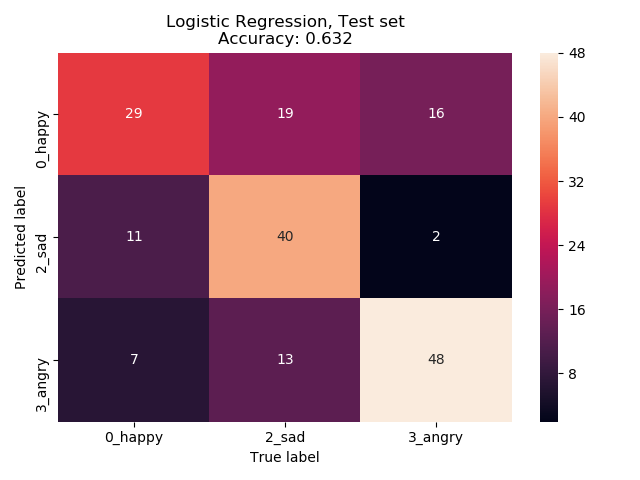 Logistic Regression, Test set
Accuracy: 0.632
Predicted label
0_happy
29 19 16
2_sad
11 40 2
3_angry
7 13 48
0_happy 2_sad 3_angry
True label
48
40
32
24
16
8